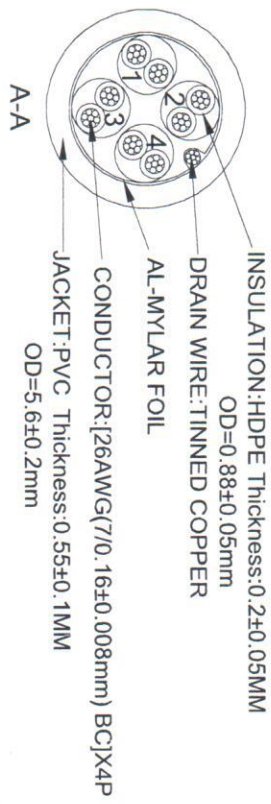 1
2
3
4
A-A
INSULATION:HDPE Thickness:0.2±0.05MM
OD=0.88±0.05mm
DRAIN WIRE:TINNED COPPER
AL-MYLAR FOIL
CONDUCTOR:[26AWG(7/0.16±0.008mm) BC]X4P
JACKET:PVC Thickness:0.55±0.1MM
OD=5.6±0.2mm